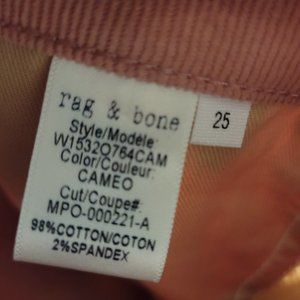 rag & bone
Style/Modèle:
W1532O764CAM
Color/Couleur:
CAMEO
Cut/Coupe#:
MPO-000221-A
98%COTTON/COTON
2%SPANDEX
25